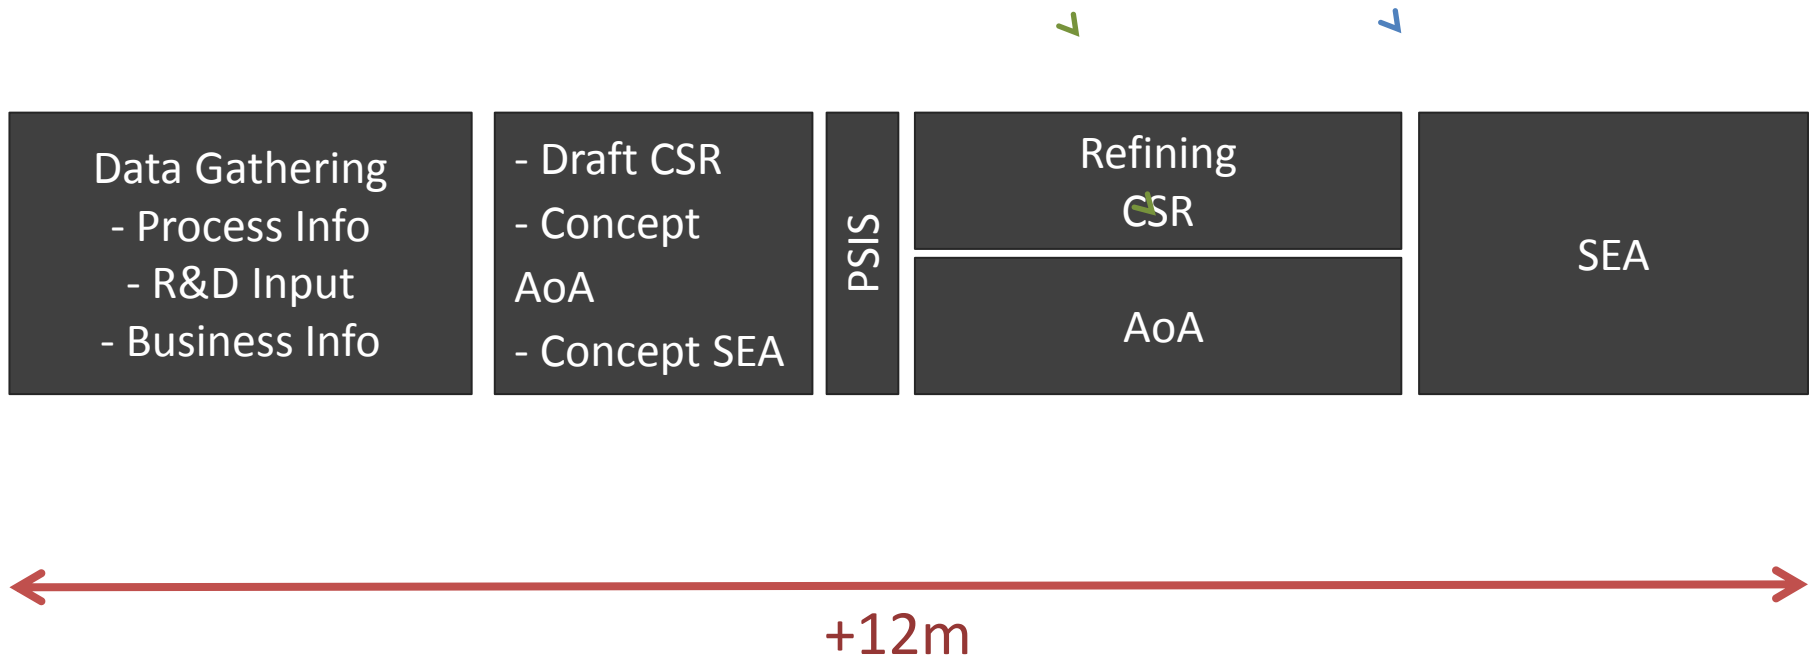 Data Gathering
- Process Info
- R&D Input
- Business Info
- Draft CSR
- Concept
AoA
- Concept SEA
PSIS
Refining
CSR
AoA
SEA
+12m